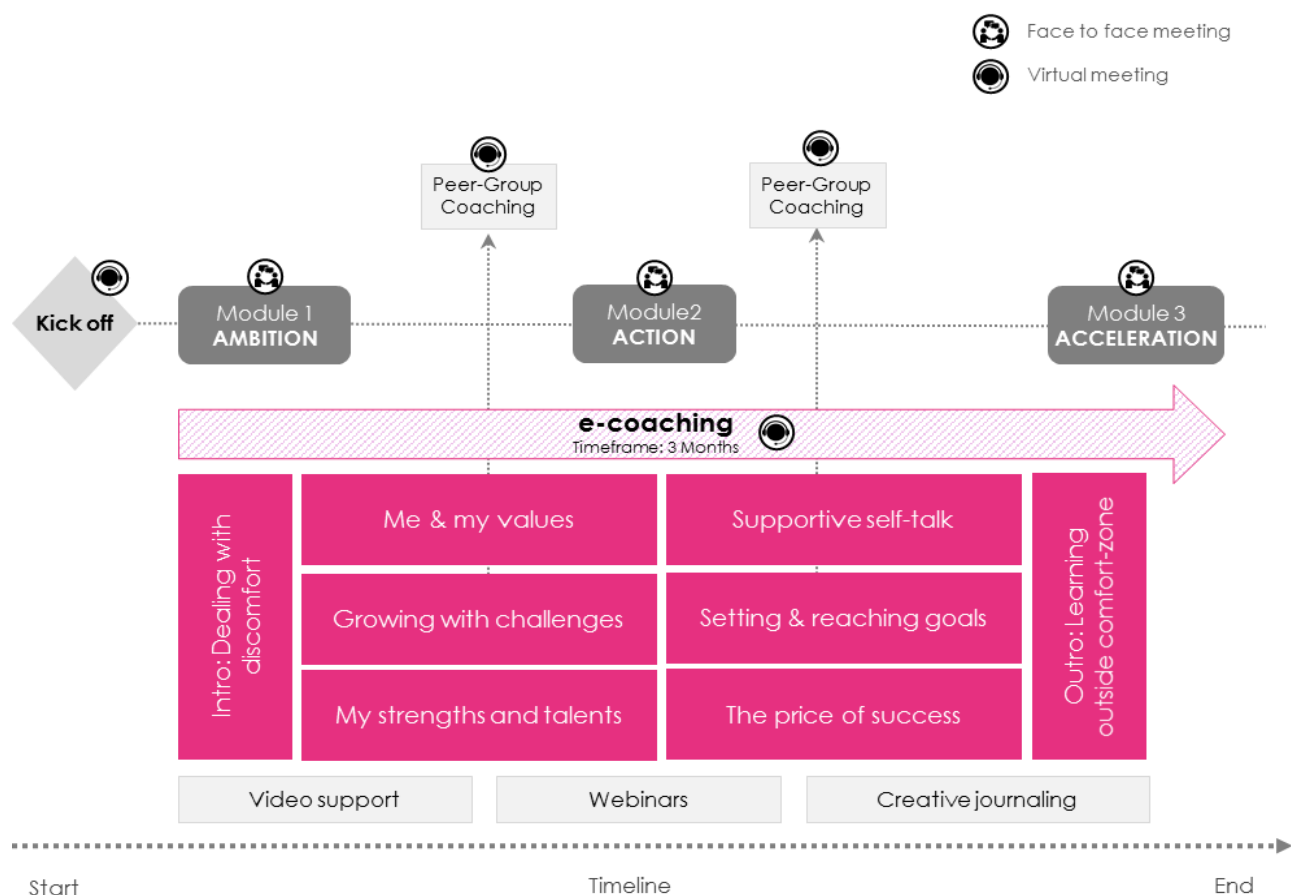 Face to face meeting
Virtual meeting
Peer-Group
Coaching
Peer-Group
Coaching
Kick off
Module 1
AMBITION
Module2
ACTION
Module 3
ACCELERATION
e-coaching
Timeframe: 3 Months
Intro: Dealing with
discomfort
Me & my values
Growing with challenges
My strengths and talents
Supportive self-talk
Setting & reaching goals
The price of success
Outro: Learning
outside comfort-zone
Video support
Webinars
Creative journaling
Start
Timeline
End